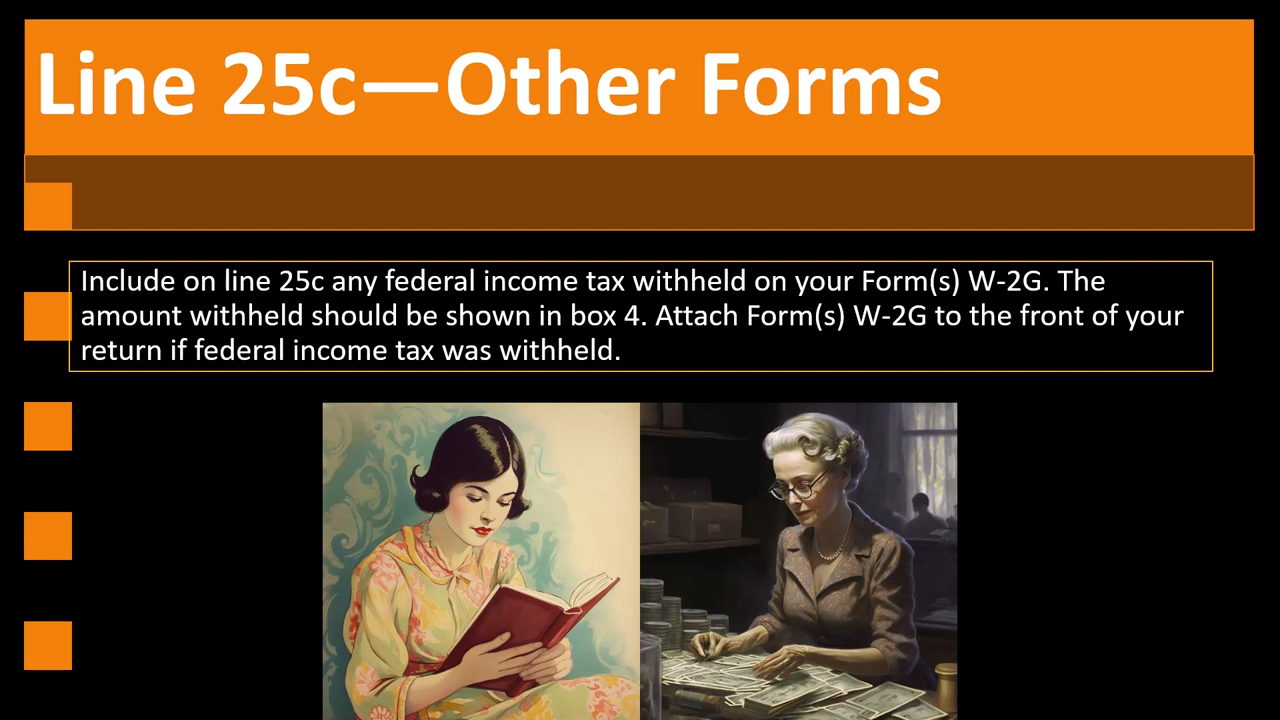 Line 25c—Other Forms
Include on line 25c any federal income tax withheld on your Form(s) W-2G. The
amount withheld should be shown in box 4. Attach Form(s) W-2G to the front of your
return if federal income tax was withheld.